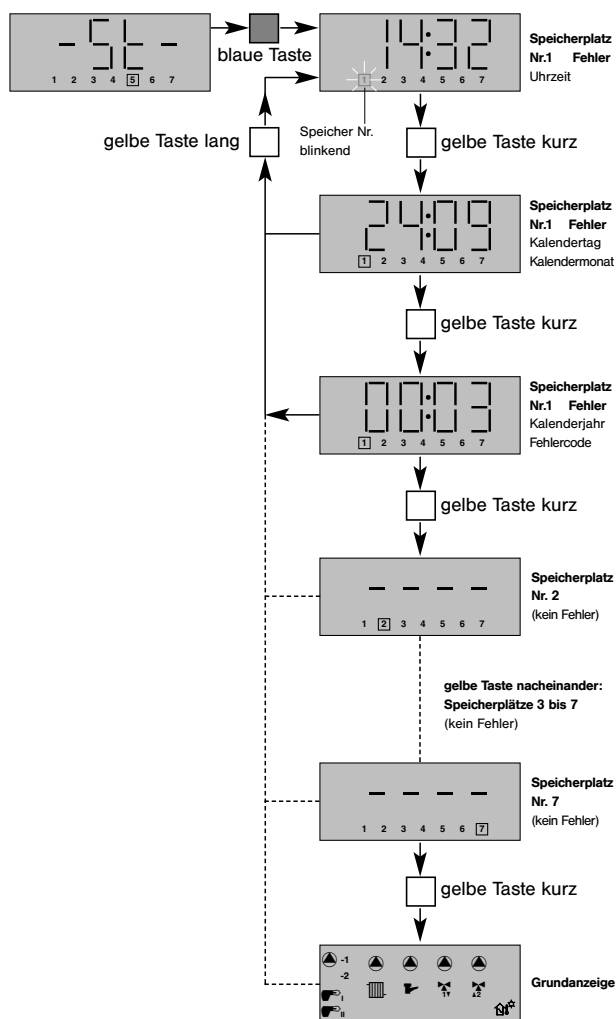 - St -
1 2 3 4 5 6 7
blaue Taste
14:32
1 2 3 4 5 6 7
Speicherplatz
Nr.1 Fehler
Uhrzeit
gelbe Taste lang
Speicher Nr.
blinkend
gelbe Taste kurz
24:09
1 2 3 4 5 6 7
Speicherplatz
Nr.1 Fehler
Kalendertag
Kalendermonat
gelbe Taste kurz
00:03
1 2 3 4 5 6 7
Speicherplatz
Nr.1 Fehler
Kalenderjahr
Fehlercode
gelbe Taste kurz
- - - -
1 2 3 4 5 6 7
Speicherplatz
Nr. 2
(kein Fehler)
gelbe Taste nacheinander:
Speicherplätze 3 bis 7
(kein Fehler)
- - - -
1 2 3 4 5 6 7
Speicherplatz
Nr. 7
(kein Fehler)
gelbe Taste kurz
-1
-2
I
II
1
2
Grundanzeige